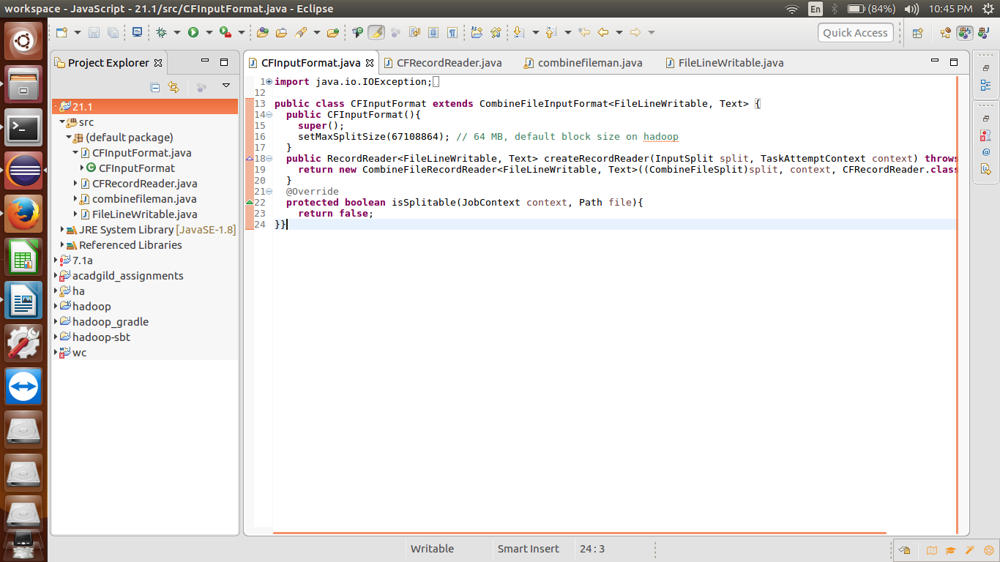 workspace - JavaScript - 21.1/src/CFInputFormat.java - Eclipse
En
(84%)
10:45 PM
Quick Access
Project Explorer
21.1
src
(default package)
CFInputFormat.java
CFInputFormat
CFRecordReader.java
combinefileman.java
FileLineWritable.java
JRE System Library [JavaSE-1.8]
Referenced Libraries
7.1a
acadgild_assignments
ha
hadoop
hadoop_gradle
hadoop-sbt
wc
CFInputFormat.java
CFRecordReader.java
combinefileman.java
FileLineWritable.java
1 import java.io.IOException;
12
13 public class CFInputFormat extends CombineFileInputFormat<FileLineWritable, Text> {
14 public CFInputFormat(){
15 super();
16 setMaxSplitSize(67108864); // 64 MB, default block size on hadoop
17 }
18 public RecordReader<FileLineWritable, Text> createRecordReader(InputSplit split, TaskAttemptContext context) throws
19 return new CombineFileRecordReader<FileLineWritable, Text>((CombineFileSplit)split, context, CFRecordReader.class
20 }
21 @Override
22 protected boolean isSplitable(JobContext context, Path file){
23 return false;
24 }}
Writable
Smart Insert
24 : 3